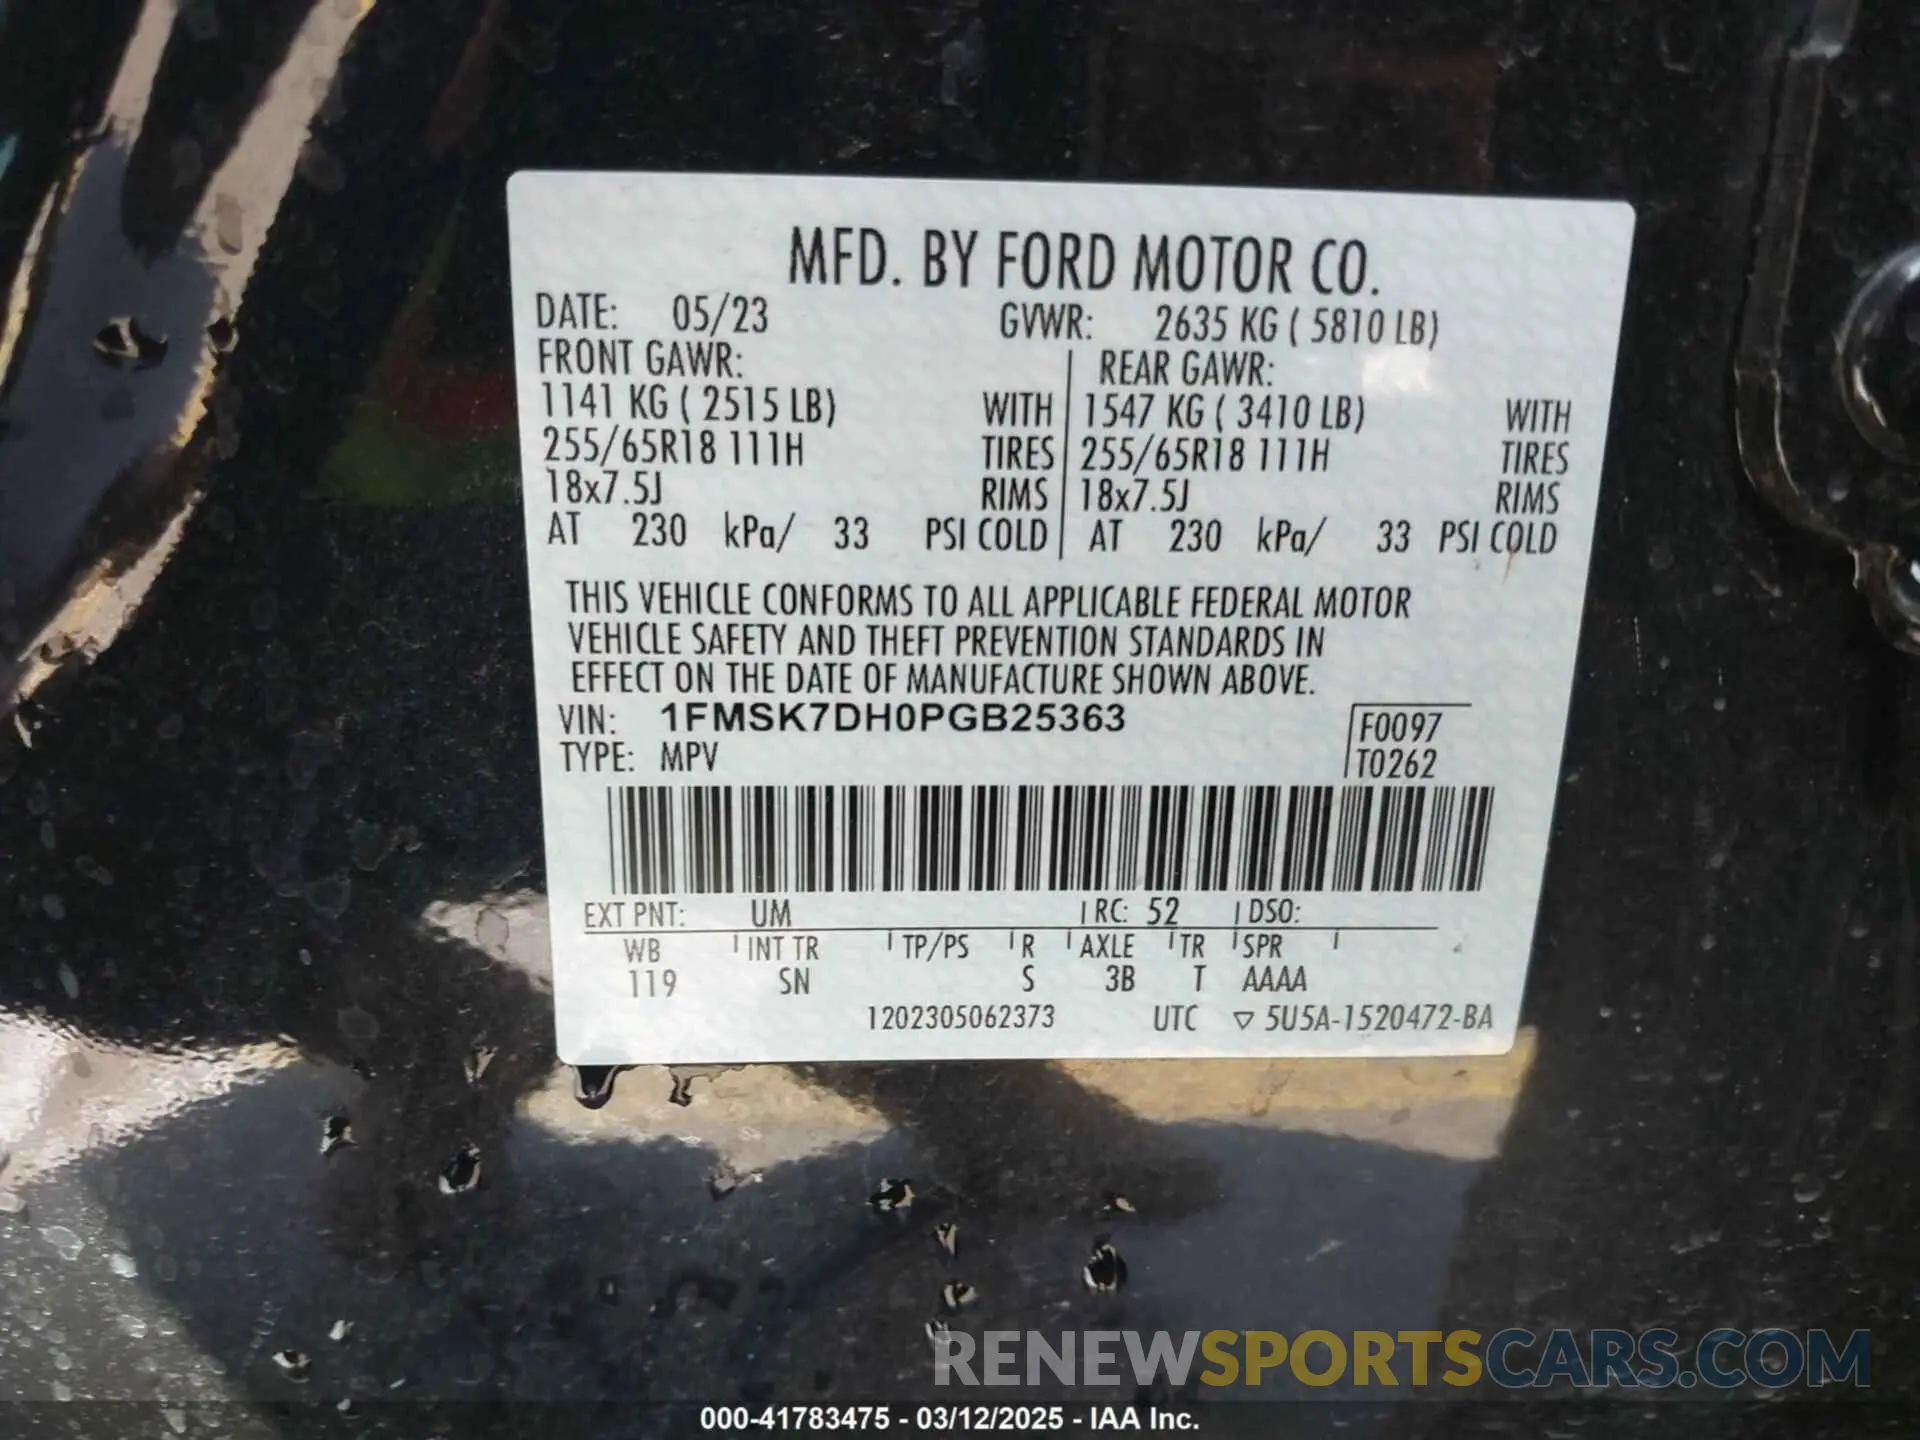 MFD. BY FORD MOTOR CO.
DATE: 05/23 GVWR: 2635 KG ( 5810 LB)
FRONT GAWR: REAR GAWR:
1141 KG ( 2515 LB) WITH 1547 KG ( 3410 LB) WITH
255/65R18 111H TIRES 255/65R18 111H TIRES
18x7.5J RIMS 18x7.5J RIMS
AT 230 kPa/ 33 PSI COLD AT 230 kPa/ 33 PSI COLD
THIS VEHICLE CONFORMS TO ALL APPLICABLE FEDERAL MOTOR
VEHICLE SAFETY AND THEFT PREVENTION STANDARDS IN
EFFECT ON THE DATE OF MANUFACTURE SHOWN ABOVE.
VIN: 1FMSK7DH0PGB25363 F0097
TYPE: MPV T0262
EXT PNT: UM RC: 52 DSO:
WB INT TR TP/PS R AXLE TR SPR
119 SN S 3B T AAAA
1202305062373 UTC ▽ 5U5A-1520472-BA
RENEWSPORTSCARS.COM
000-41783475 - 03/12/2025 - IAA Inc.